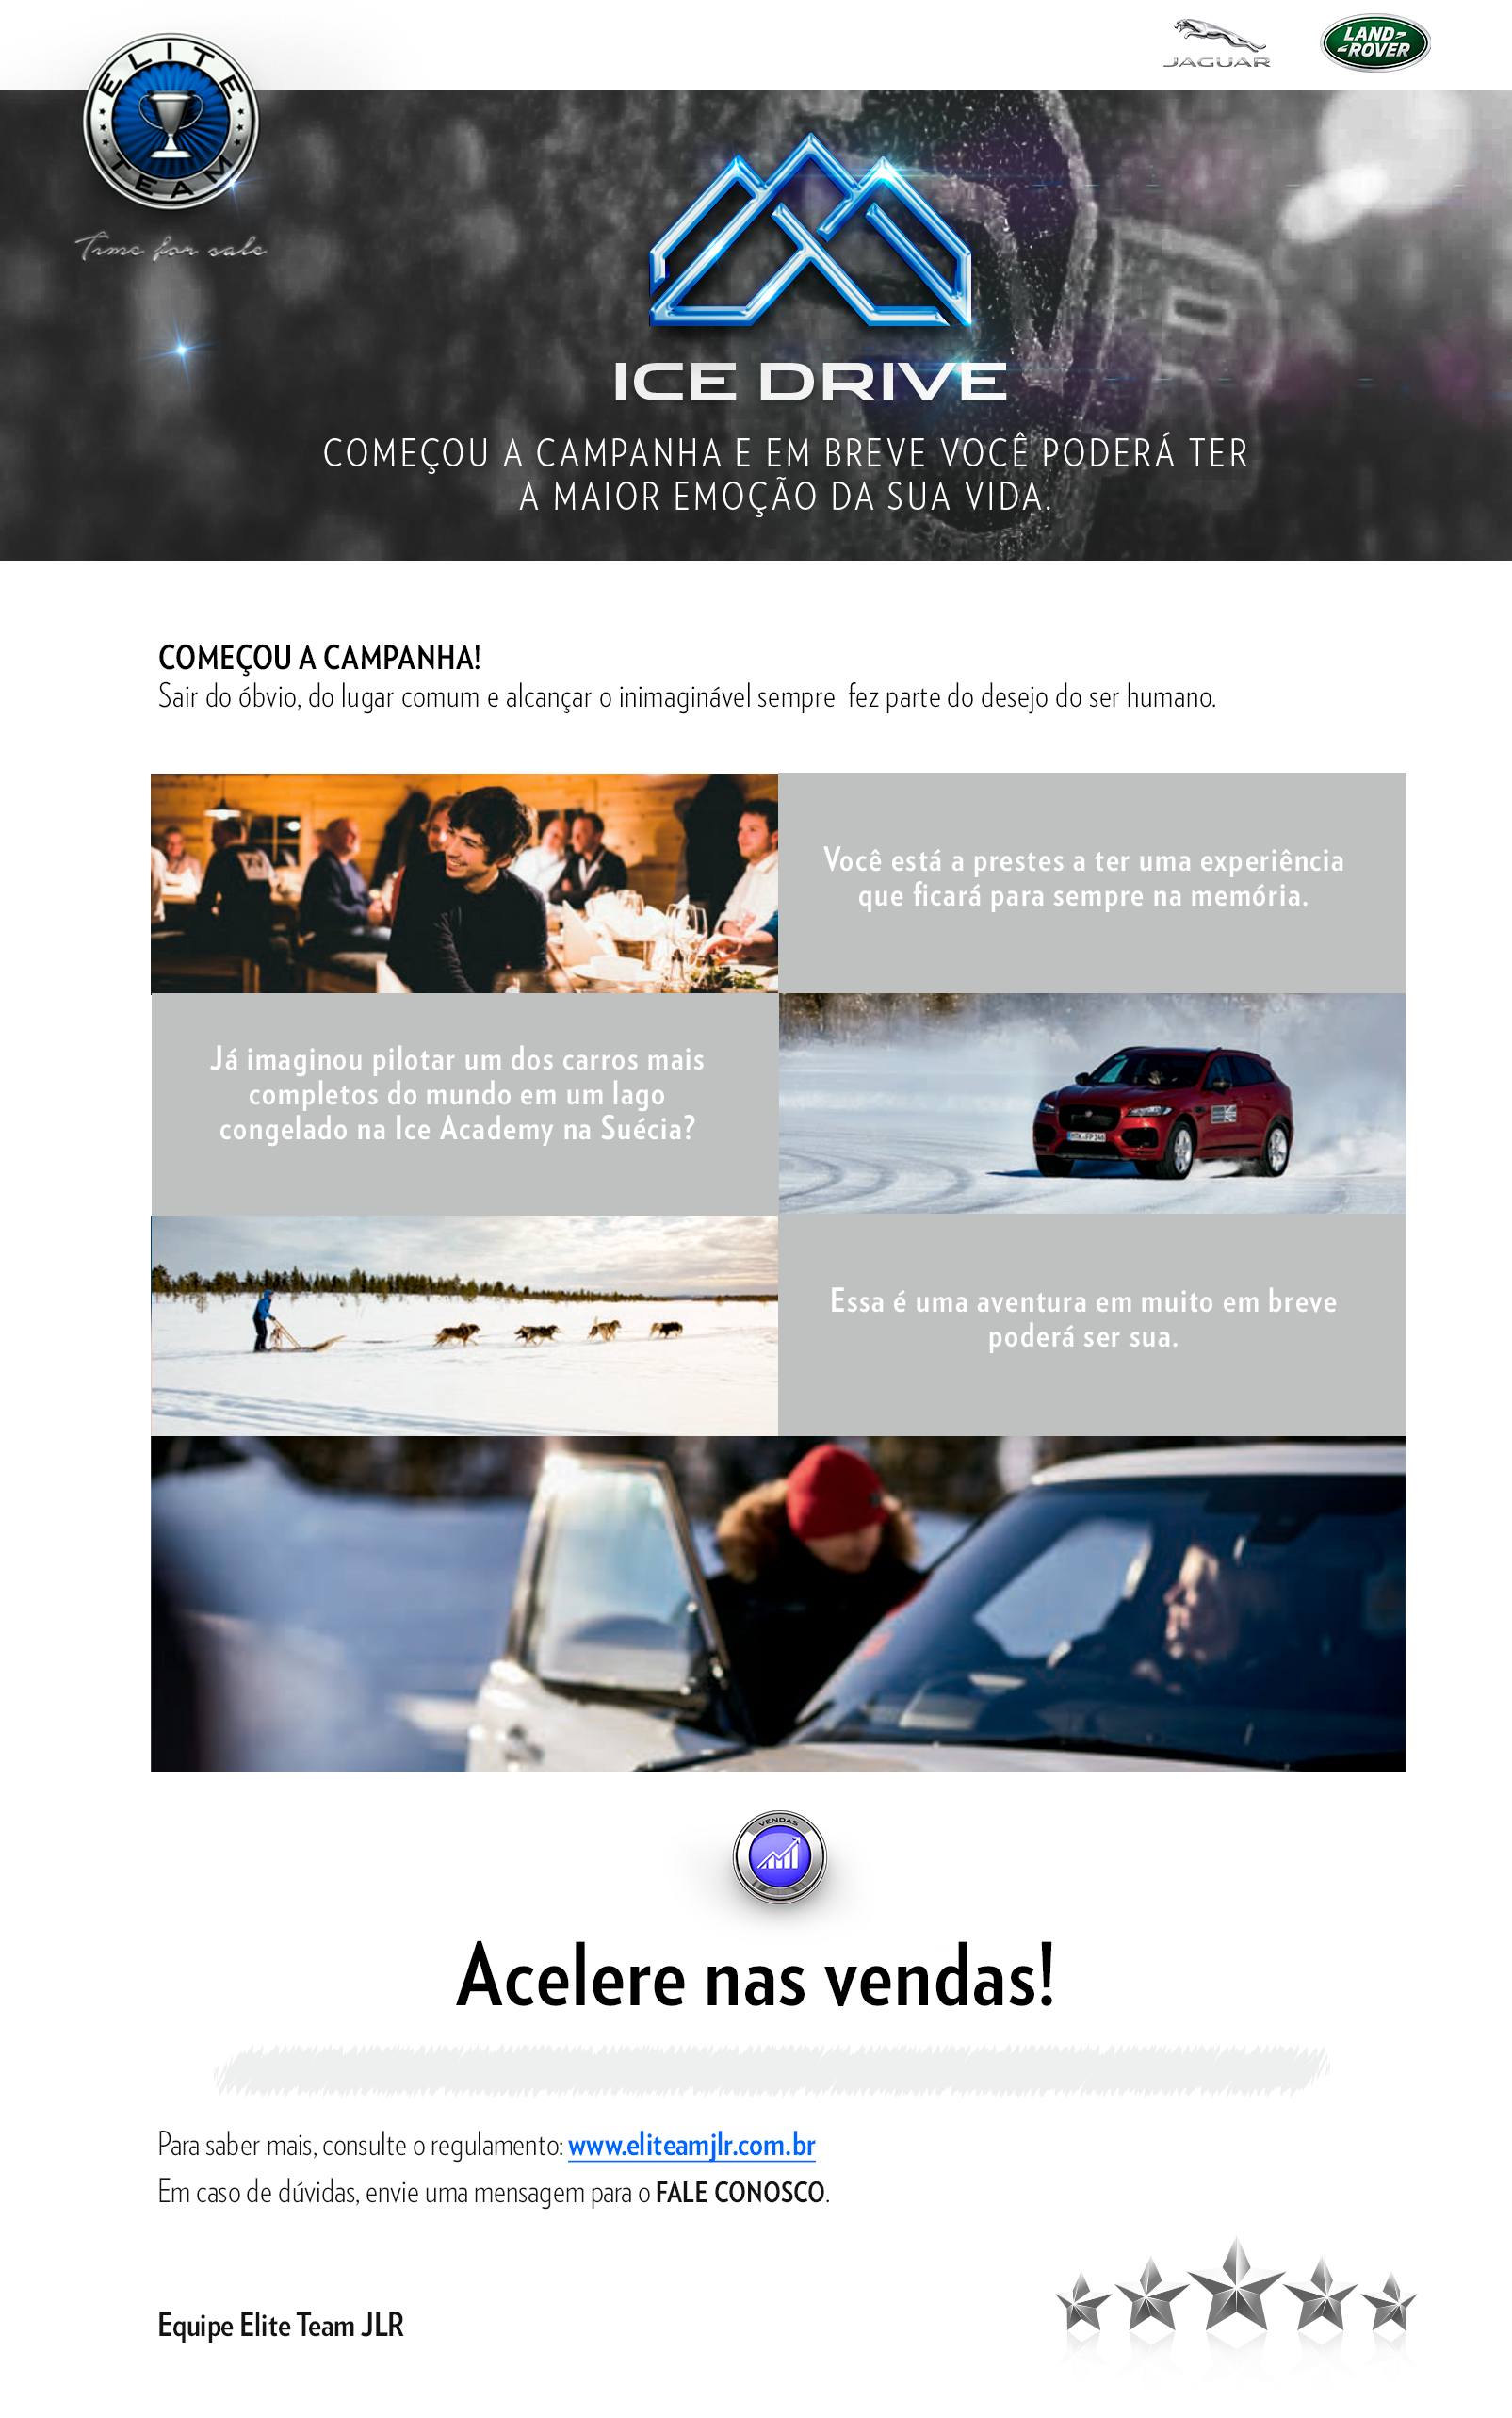 JAGUAR
LAND-
-ROVER
ELITE
TEAM
Time for sale
ICE DRIVE
COMEÇOU A CAMPANHA E EM BREVE VOCÊ PODERÁ TER
A MAIOR EMOÇÃO DA SUA VIDA.
COMEÇOU A CAMPANHA!
Sair do óbvio, do lugar comum e alcançar o inimaginável sempre fez parte do desejo do ser humano.
Você está a prestes a ter uma experiência
que ficará para sempre na memória.
Já imaginou pilotar um dos carros mais
completos do mundo em um lago
congelado na Ice Academy na Suécia?
Essa é uma aventura em muito em breve
poderá ser sua.
VENDAS
Acelere nas vendas!
Para saber mais, consulte o regulamento: www.eliteamjlr.com.br
Em caso de dúvidas, envie uma mensagem para o FALE CONOSCO.
Equipe Elite Team JLR